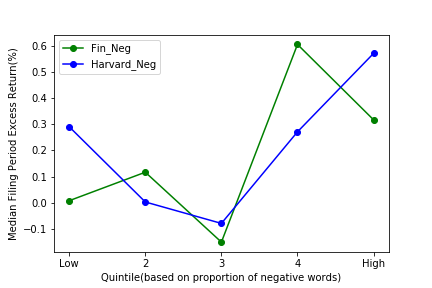 Fin_Neg
Harvard_Neg
Median Filing Period Excess Return(%)
0.6
0.5
0.4
0.3
0.2
0.1
0.0
−0.1
Low 2 3 4 High
Quintile(based on proportion of negative words)